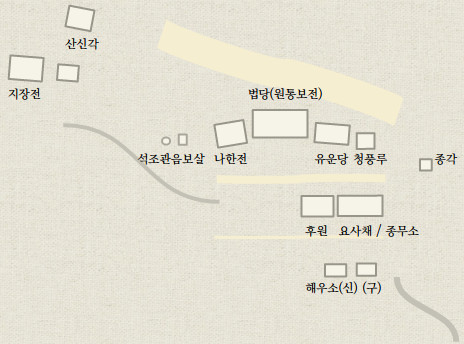 산신각
지장전
법당(원통보전)
석조관음보살
나한전
유운당
청풍루
종각
후원
요사채 / 종무소
해우소(신) (구)